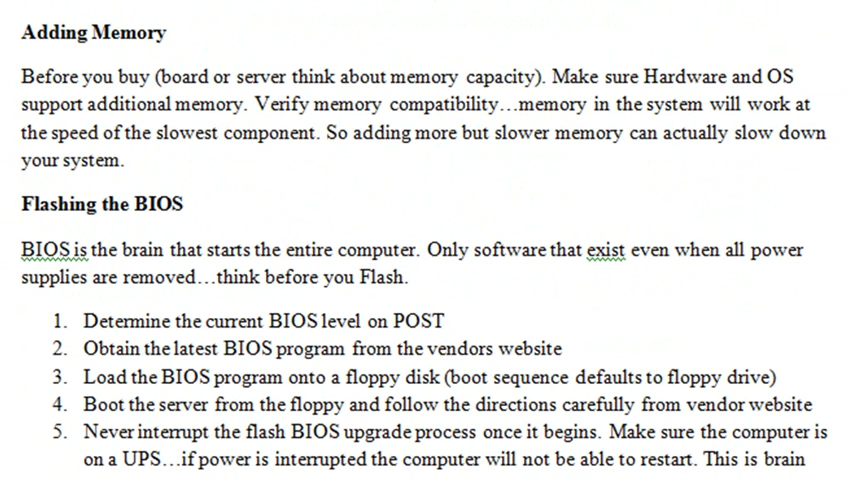 Adding Memory
Before you buy (board or server think about memory capacity). Make sure Hardware and OS
support additional memory. Verify memory compatibility…memory in the system will work at
the speed of the slowest component. So adding more but slower memory can actually slow down
your system.
Flashing the BIOS
BIOS is the brain that starts the entire computer. Only software that exist even when all power
supplies are removed…think before you Flash.
1. Determine the current BIOS level on POST
2. Obtain the latest BIOS program from the vendors website
3. Load the BIOS program onto a floppy disk (boot sequence defaults to floppy drive)
4. Boot the server from the floppy and follow the directions carefully from vendor website
5. Never interrupt the flash BIOS upgrade process once it begins. Make sure the computer is
on a UPS…if power is interrupted the computer will not be able to restart. This is brain